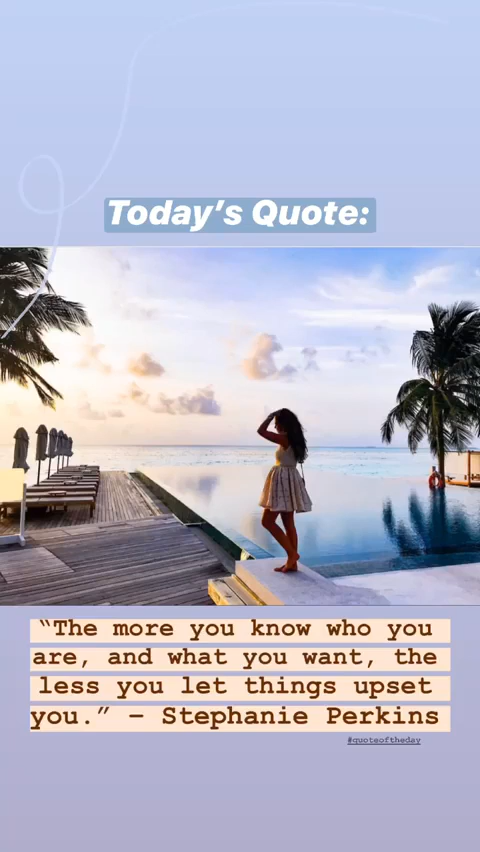 Today’s Quote:
“The more you know who you
are, and what you want, the
less you let things upset
you.” — Stephanie Perkins
#quoteoftheday